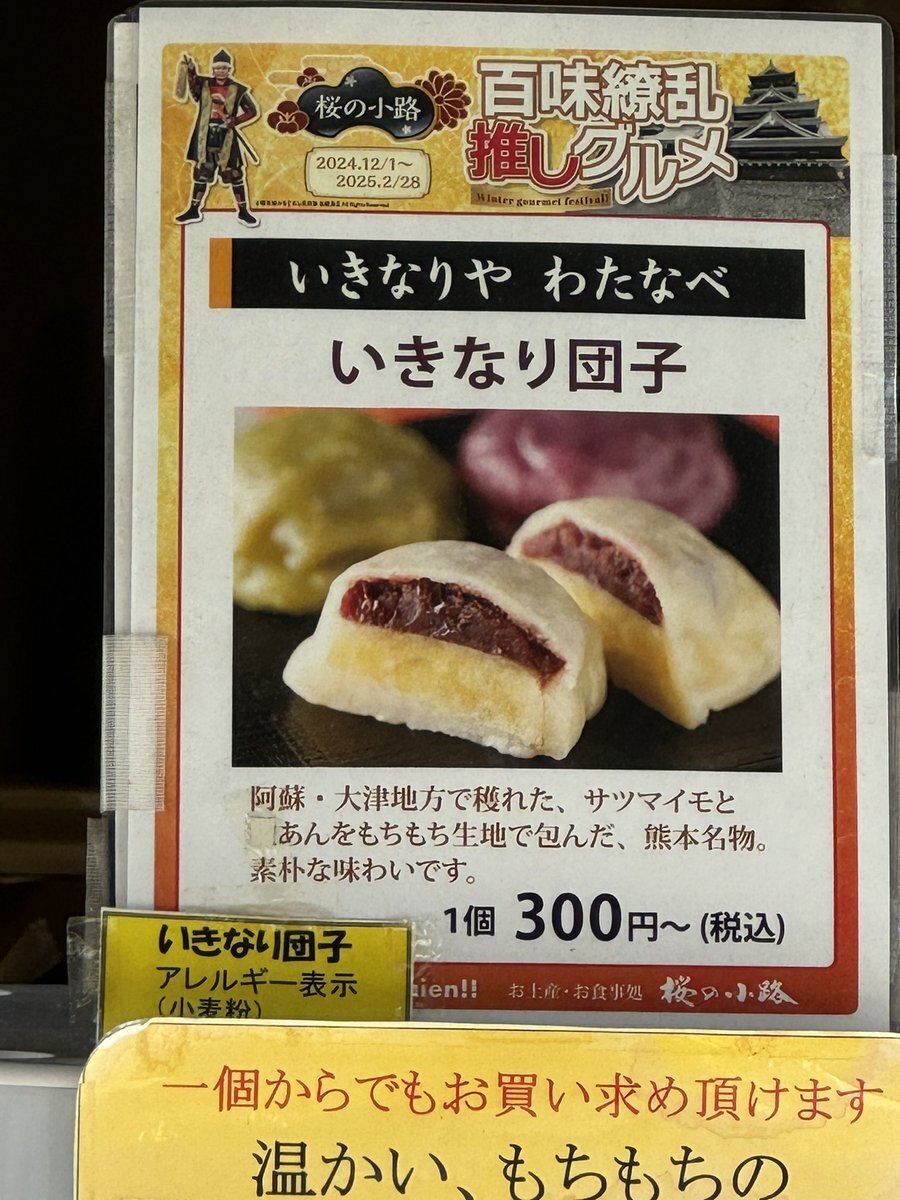 桜の小路
2024.12/1～
2025.2/28
百味繚乱
推しグルメ
Winter gourmet festival!
いきなりや わたなべ
いきなり団子
阿蘇・大津地方で穫れた、サツマイモと
あんをもちもち生地で包んだ、熊本名物。
素朴な味わいです。
1個 300円～(税込)
いきなり団子
アレルギー表示
(小麦粉)
お土産・お食事処 桜の小路
一個からでもお買い求め頂けます
温かい、もちもちの